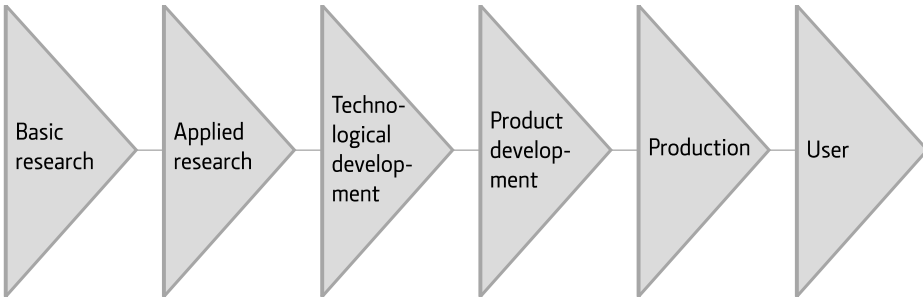 Basic
research
Applied
research
Techno-
logical
develop-
ment
Product
develop-
ment
Production
User